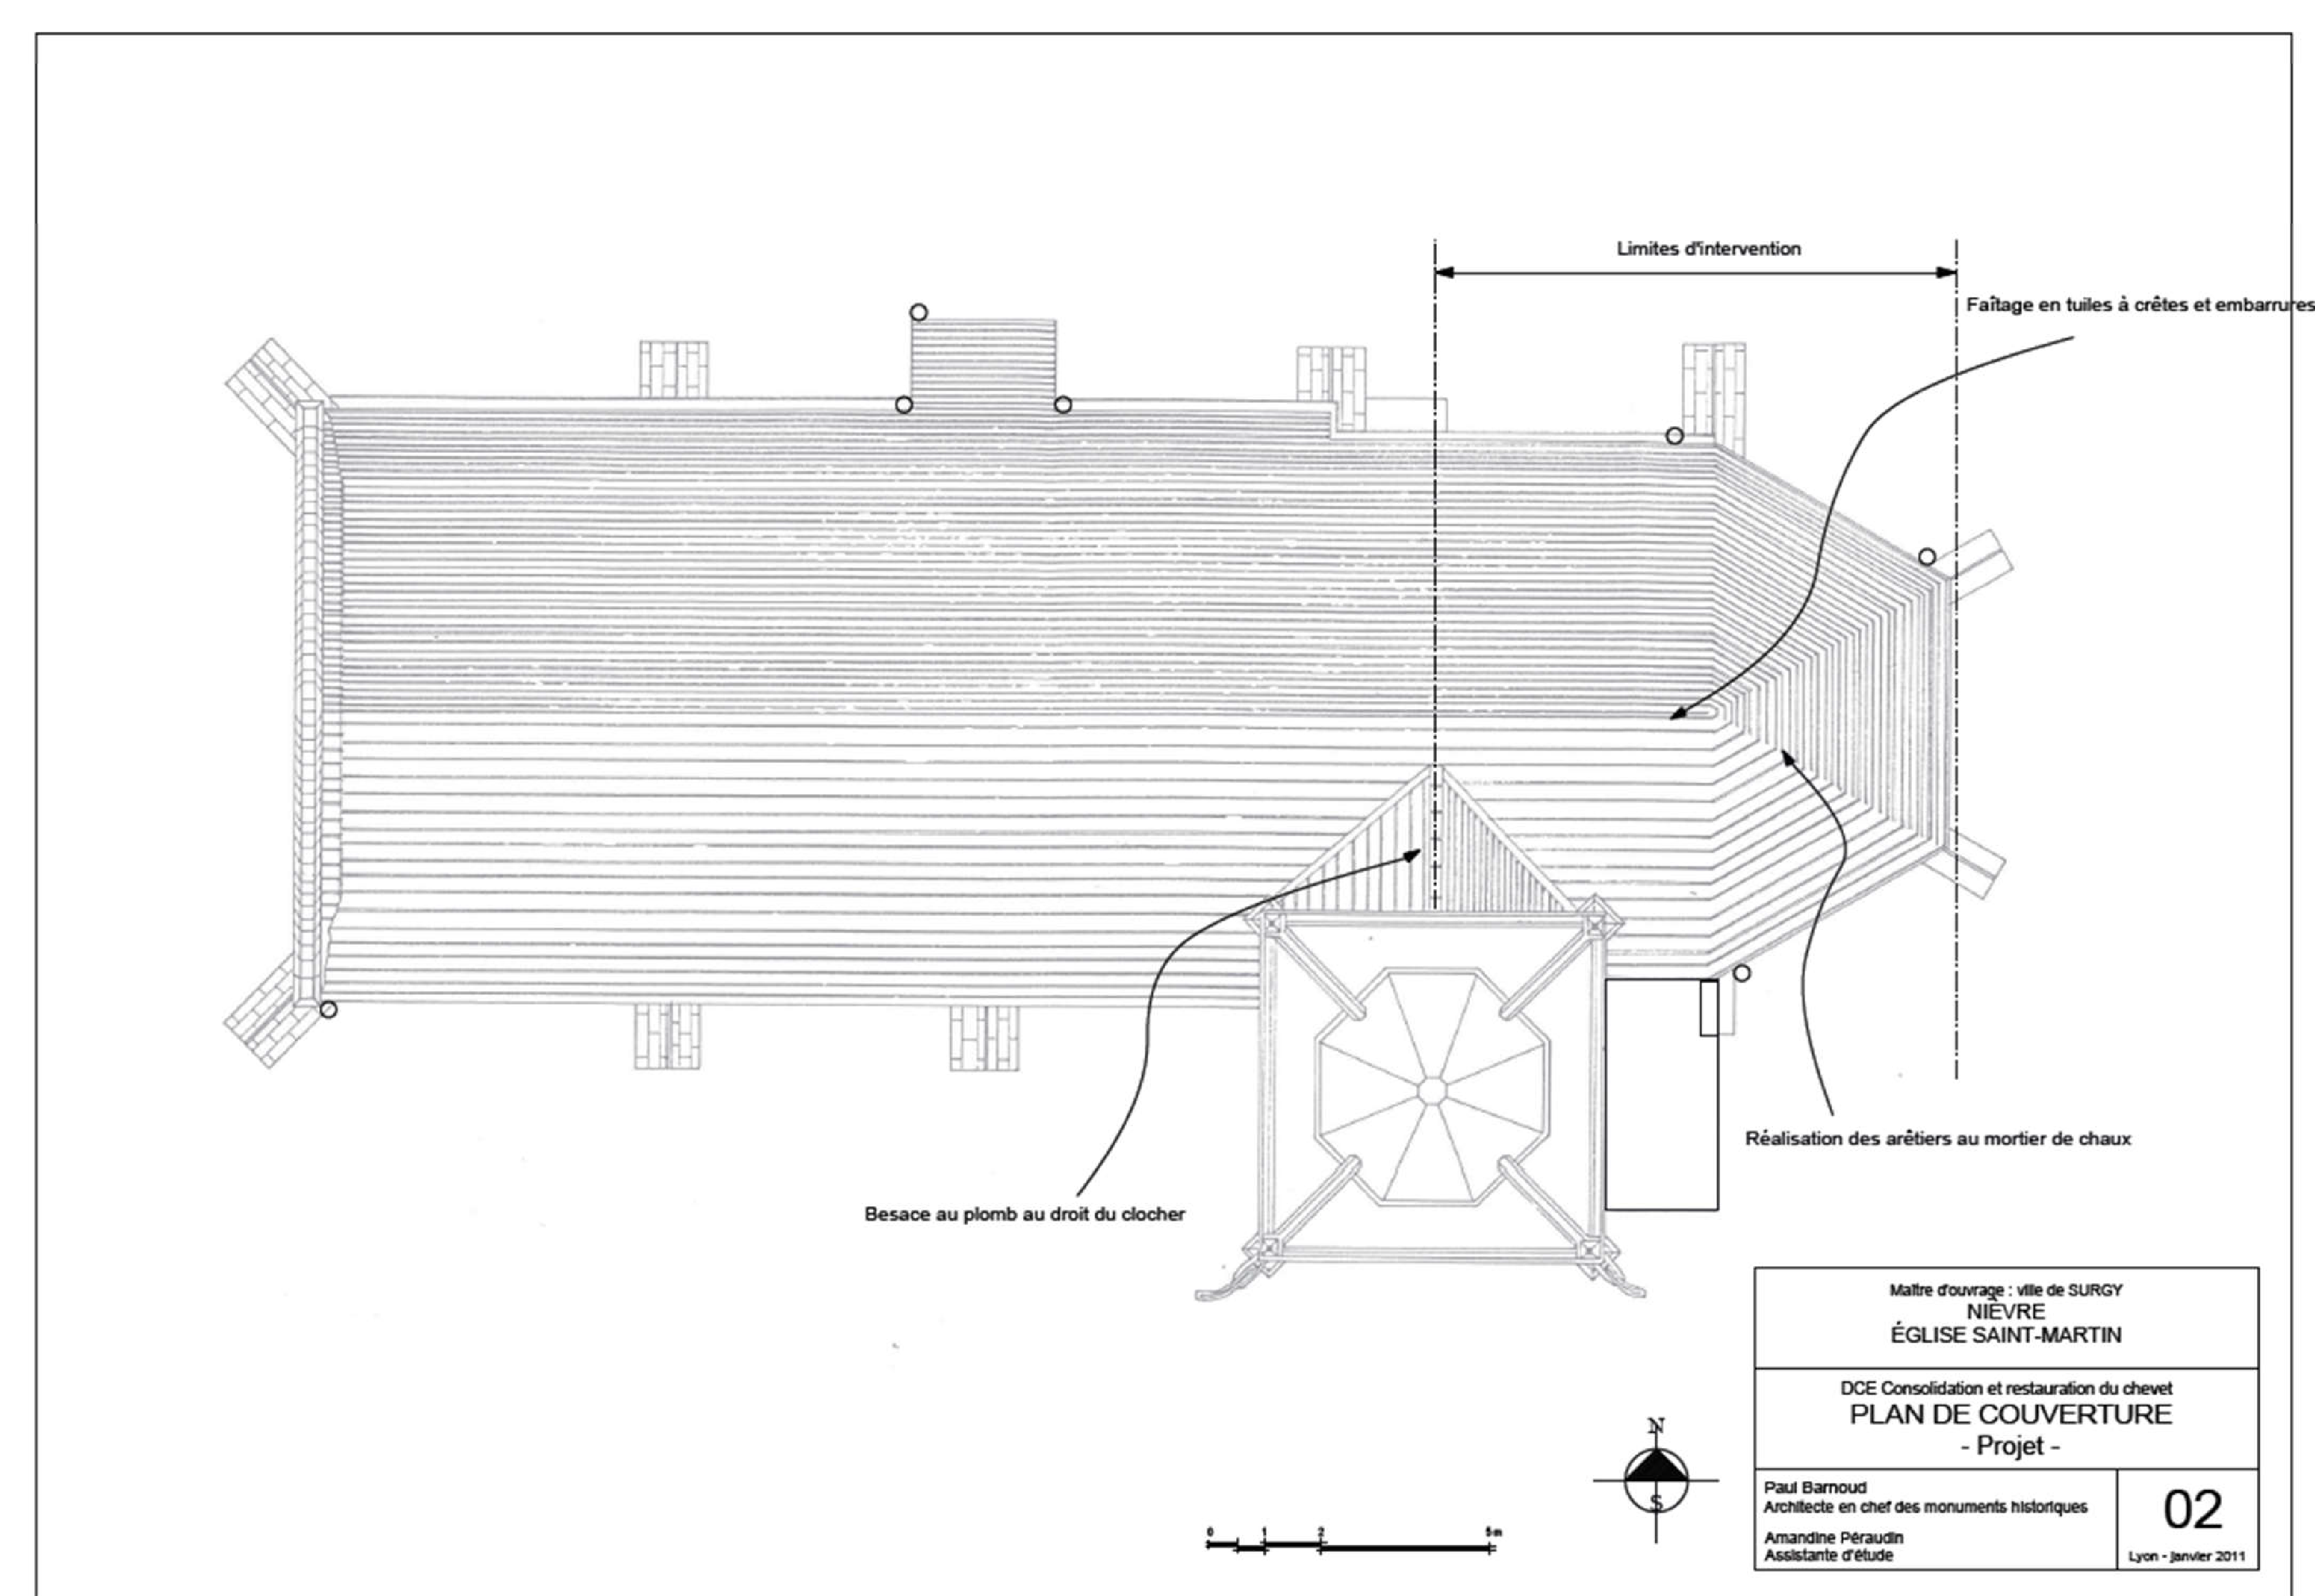 Limites d'intervention
Faîtage en tuiles à crêtes et embarrures
Réalisation des arêtiers au mortier de chaux
Besace au plomb au droit du clocher
Maître d'ouvrage : ville de SURGY
NIÈVRE
ÉGLISE SAINT-MARTIN
DCE Consolidation et restauration du chevet
PLAN DE COUVERTURE
- Projet -
Paul Barnoud
Architecte en chef des monuments historiques
Amandine Péraudin
Assistante d'étude
02
Lyon - janvier 2011
N
S
0 1 2 5m